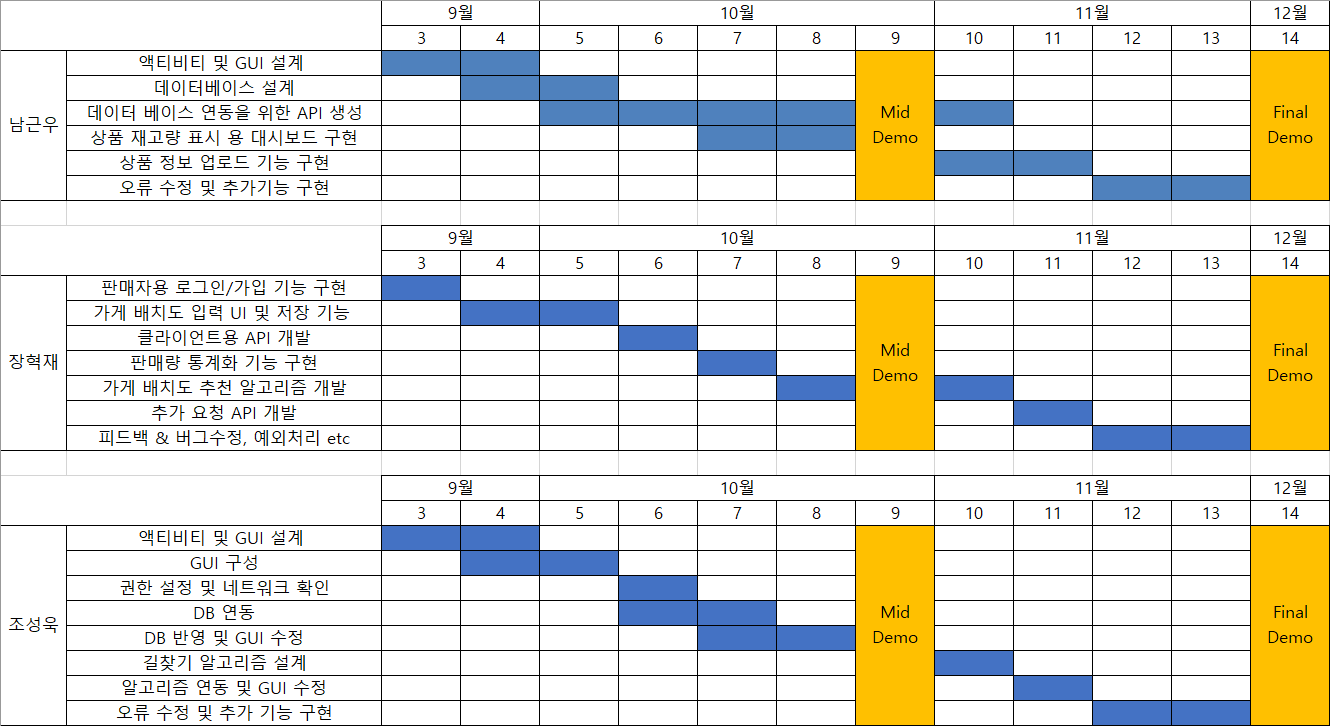 9월 10월 11월 12월
3 4 5 6 7 8 9 10 11 12 13 14
남근우
액티비티 및 GUI 설계
데이터베이스 설계
데이터 베이스 연동을 위한 API 생성
상품 재고량 표시 용 대시보드 구현
상품 정보 업로드 기능 구현
오류 수정 및 추가기능 구현
Mid
Demo
Final
Demo
9월 10월 11월 12월
3 4 5 6 7 8 9 10 11 12 13 14
장혁재
판매자용 로그인/가입 기능 구현
가게 배치도 입력 UI 및 저장 기능
클라이언트용 API 개발
판매량 통계화 기능 구현
가게 배치도 추천 알고리즘 개발
추가 요청 API 개발
피드백 & 버그수정, 예외처리 etc
Mid
Demo
Final
Demo
9월 10월 11월 12월
3 4 5 6 7 8 9 10 11 12 13 14
조성욱
액티비티 및 GUI 설계
GUI 구성
권한 설정 및 네트워크 확인
DB 연동
DB 반영 및 GUI 수정
길찾기 알고리즘 설계
알고리즘 연동 및 GUI 수정
오류 수정 및 추가 기능 구현
Mid
Demo
Final
Demo